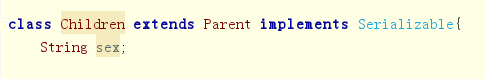 class Children extends Parent implements Serializable{
String sex;